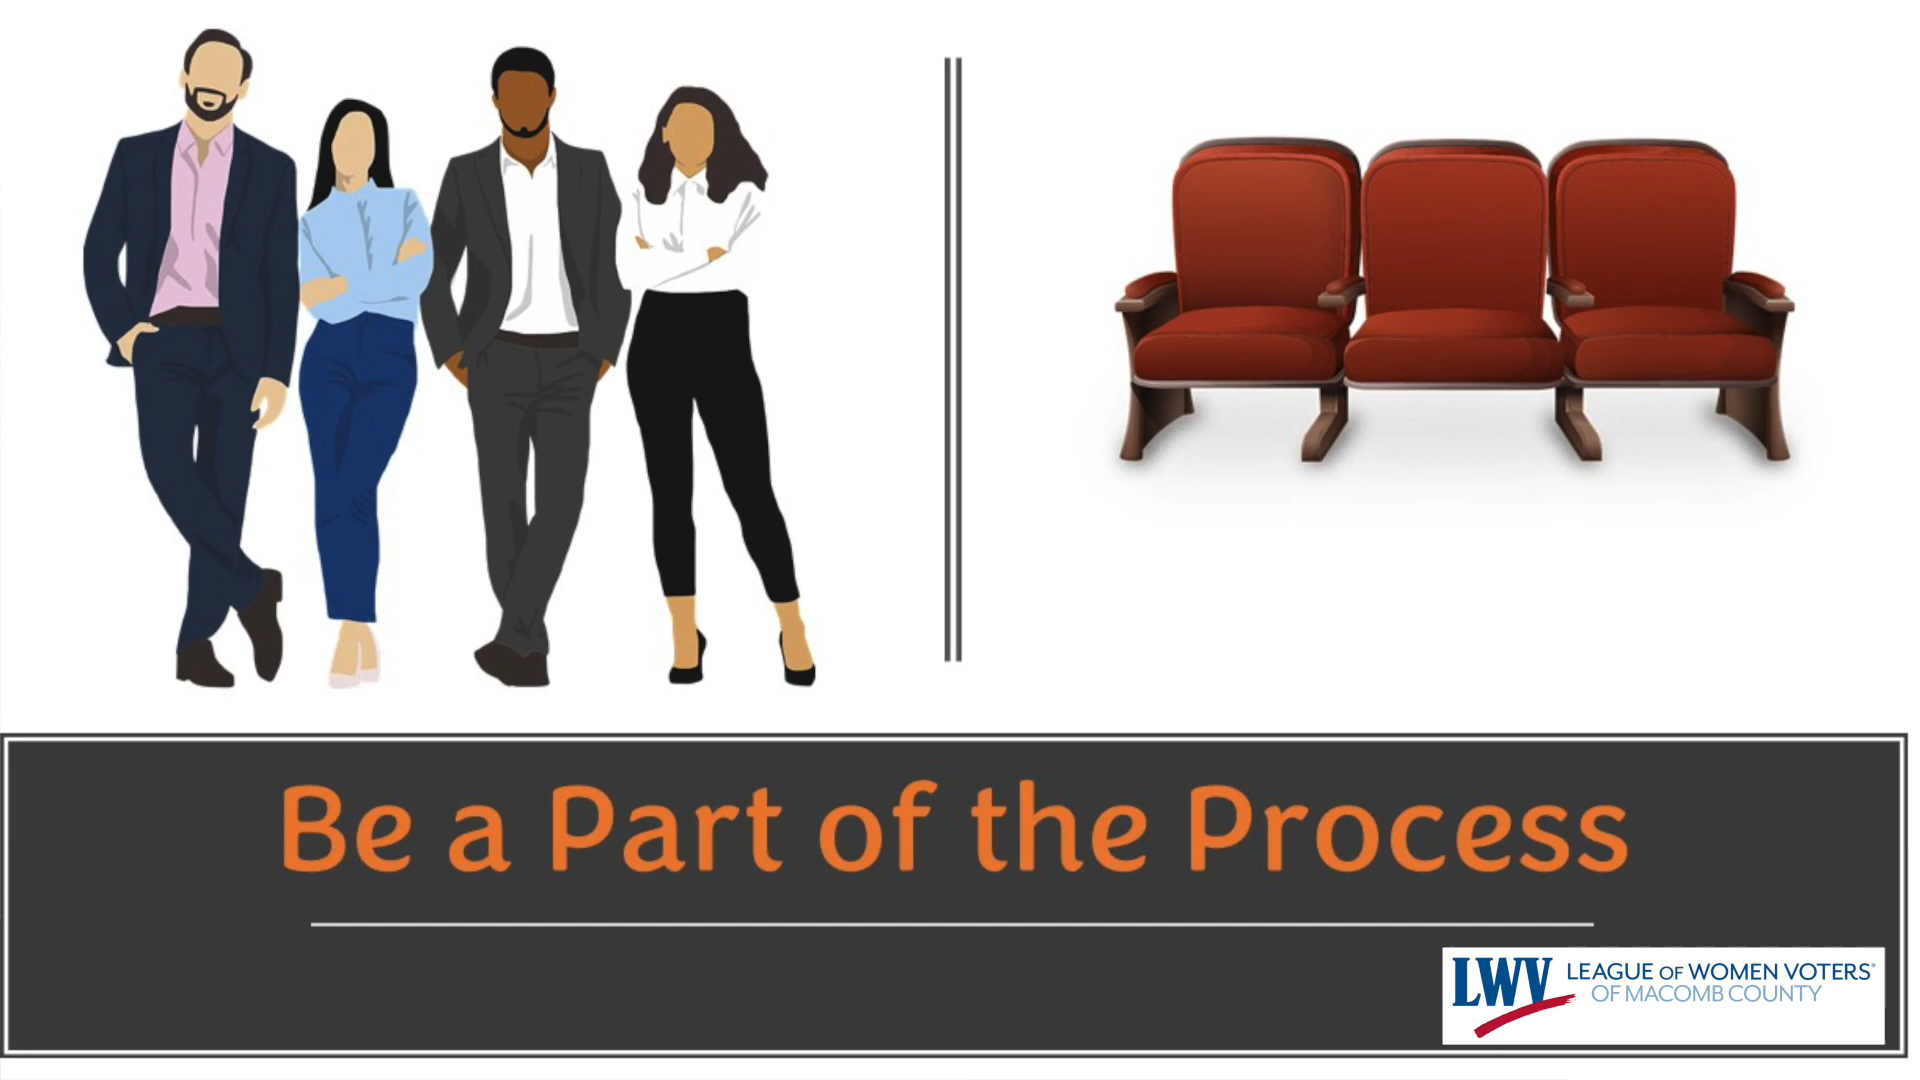 Be a Part of the Process
LWV LEAGUE OF WOMEN VOTERS®
OF MACOMB COUNTY